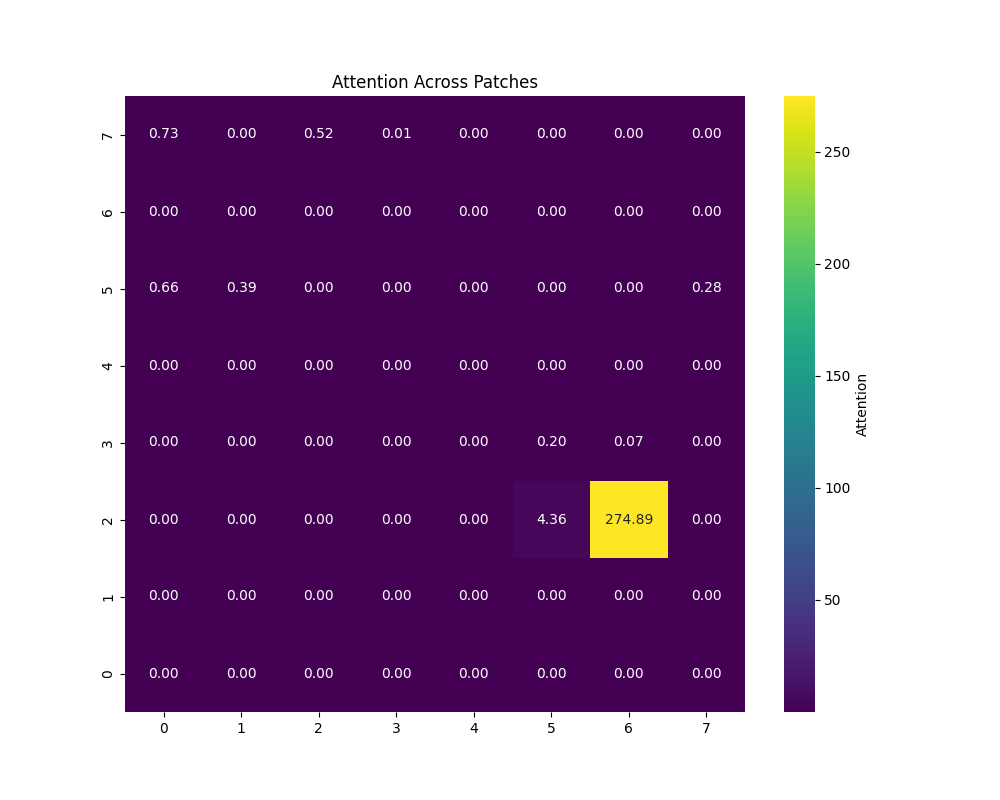 Attention Across Patches
7 0.73 0.00 0.52 0.01 0.00 0.00 0.00 0.00
6 0.00 0.00 0.00 0.00 0.00 0.00 0.00 0.00
5 0.66 0.39 0.00 0.00 0.00 0.00 0.00 0.28
4 0.00 0.00 0.00 0.00 0.00 0.00 0.00 0.00
3 0.00 0.00 0.00 0.00 0.00 0.20 0.07 0.00
2 0.00 0.00 0.00 0.00 0.00 4.36 274.89 0.00
1 0.00 0.00 0.00 0.00 0.00 0.00 0.00 0.00
0 0.00 0.00 0.00 0.00 0.00 0.00 0.00 0.00
0 1 2 3 4 5 6 7
250
200
150
100
50
Attention